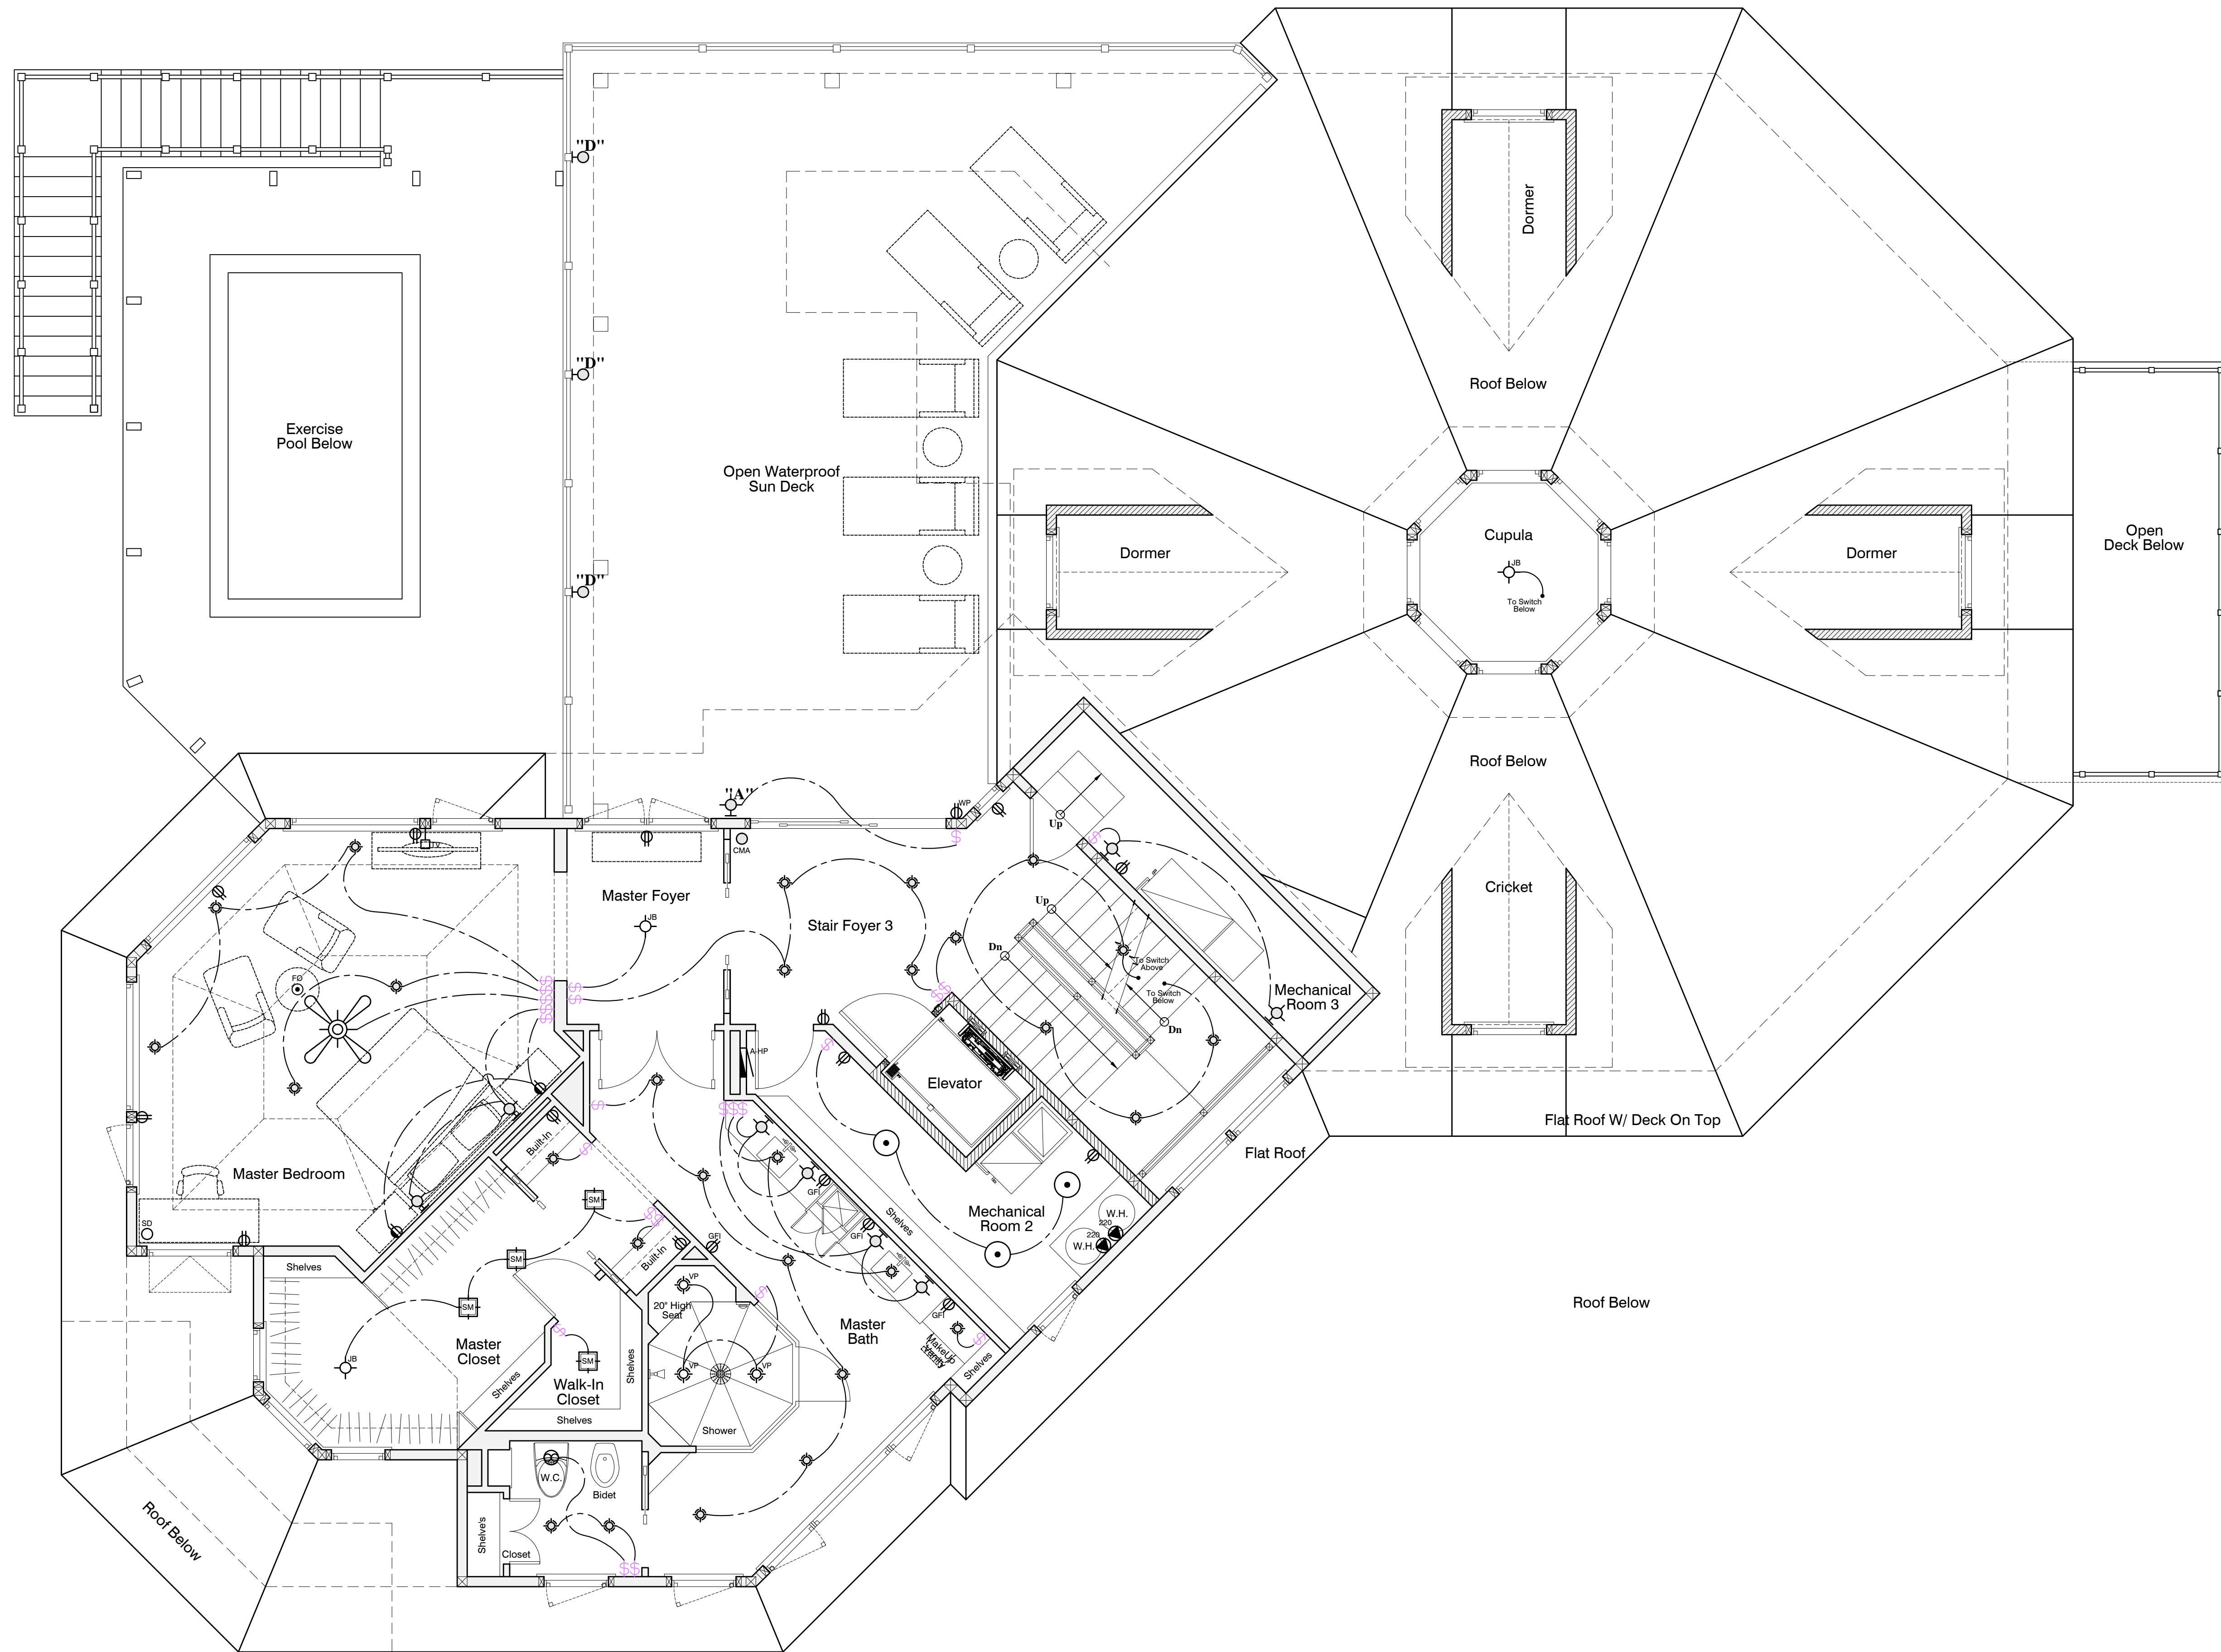 "D"
Dormer
Exercise
Pool Below
"D"
Roof Below
Open Waterproof
Sun Deck
Dormer
Cupula
JB
To Switch
Below
Dormer
Open
Deck Below
"D"
Roof Below
"A"
WP
Up
TV
CMA
Master Foyer
JB
Stair Foyer 3
Up
Dn
To Switch
Above
To Switch
Below
Dn
Mechanical
Room 3
Cricket
FO
$$$$$
$$
$
$
$$
$
A-HP
Elevator
Flat Roof W/ Deck On Top
Flat Roof
$
$$$
Built-In
$
Master Bedroom
SD
SM
GFI
Shelves
Mechanical
Room 2
W.H.
220
W.H.
220
$$
Built-In
GFI
GFI
SM
Shelves
SM
VP
20" High
Seat
$
GFI
Roof Below
Master
Bath
MakeUp
Vanity
$
Shelves
Master
Closet
JB
$
SM
Walk-In
Closet
Shelves
Shelves
Shelves
VP
VP
Shower
W.C.
Bidet
Shelve's
Closet
$$
Roof Below